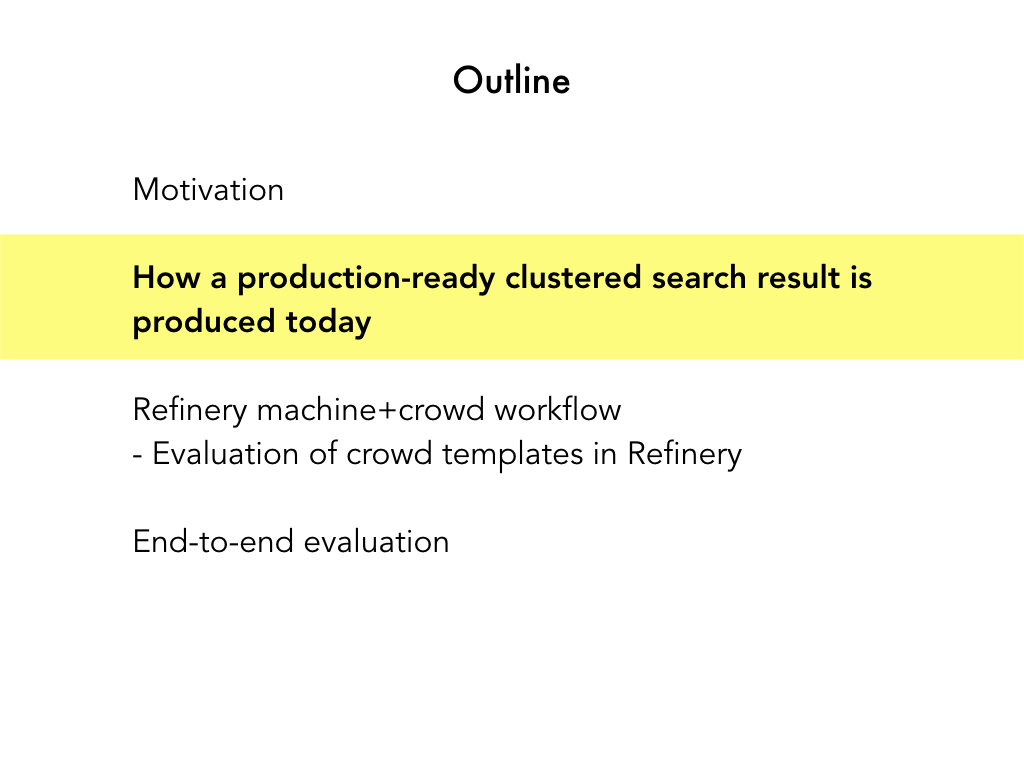 Outline
Motivation
How a production-ready clustered search result is
produced today
Refinery machine+crowd workflow
- Evaluation of crowd templates in Refinery
End-to-end evaluation